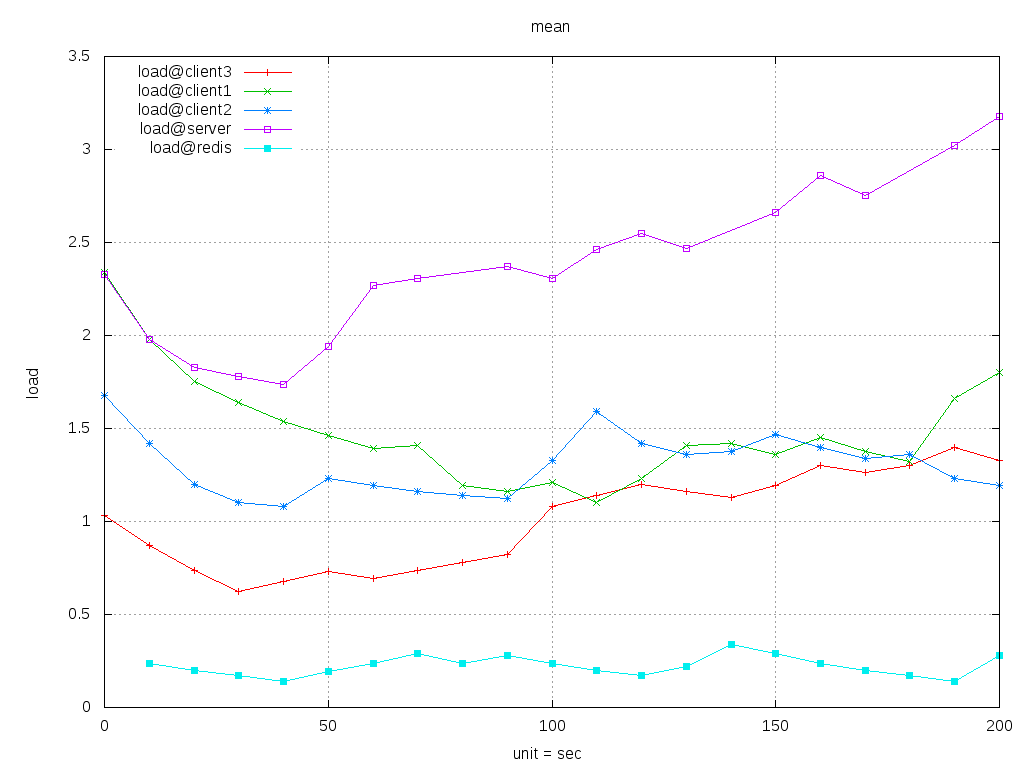 mean
3.5
3
2.5
2
1.5
1
0.5
0
load
load@client3
load@client1
load@client2
load@server
load@redis
0 50 100 150 200
unit = sec